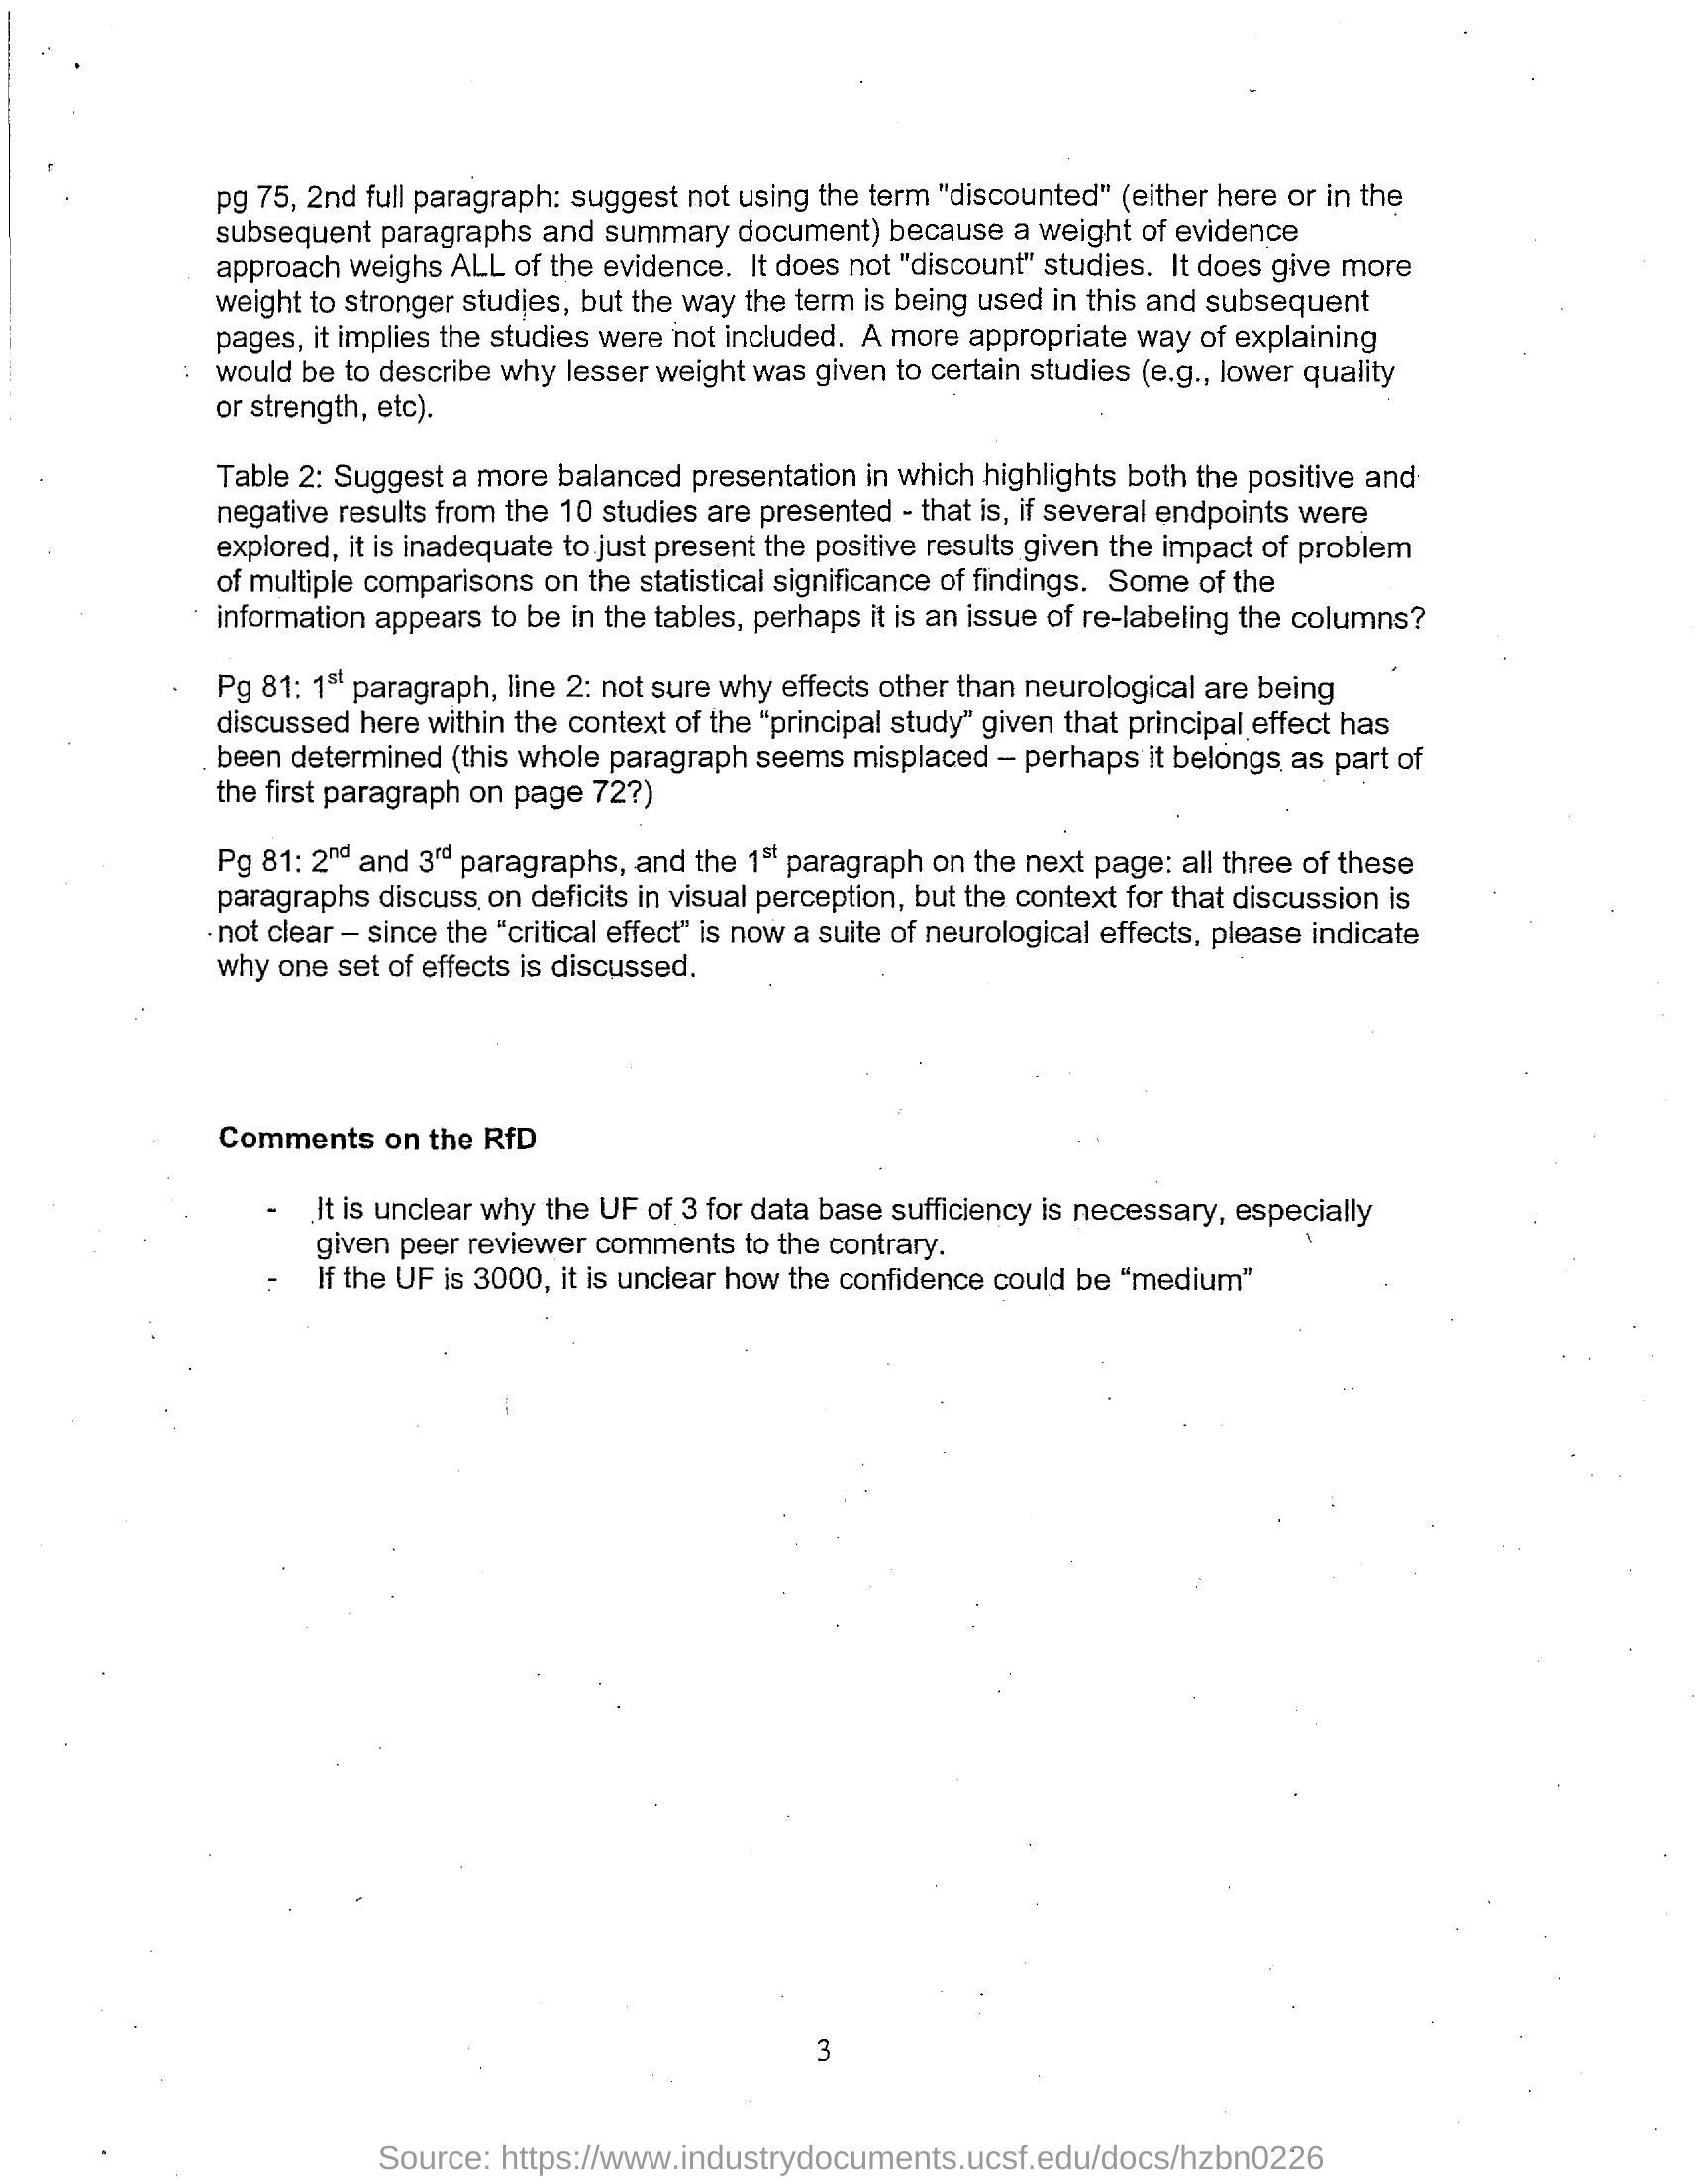 pg 75, 2nd full paragraph: suggest not using the term "discounted" (either here or in the
subsequent paragraphs and summary document) because a weight of evidence
approach weighs ALL of the evidence. It does not "discount" studies. It does give more
weight to stronger studies, but the way the term is being used in this and subsequent
pages, it implies the studies were not included. A more appropriate way of explaining
would be to describe why lesser weight was given to certain studies (e.g., lower quality
or strength, etc).
Table 2: Suggest a more balanced presentation in which highlights both the positive and
negative results from the 10 studies are presented - that is, if several endpoints were
explored, it is inadequate to just present the positive results given the impact of problem
of multiple comparisons on the statistical significance of findings. Some of the
information appears to be in the tables, perhaps it is an issue of re-labeling the columns?
Pg 81: 1st paragraph, line 2: not sure why effects other than neurological are being
discussed here within the context of the “principal study” given that principal effect has
been determined (this whole paragraph seems misplaced – perhaps it belongs as part of
the first paragraph on page 72?)
Pg 81: 2nd and 3rd paragraphs, and the 1st paragraph on the next page: all three of these
paragraphs discuss on deficits in visual perception, but the context for that discussion is
not clear – since the “critical effect” is now a suite of neurological effects, please indicate
why one set of effects is discussed.
Comments on the RfD
- It is unclear why the UF of 3 for data base sufficiency is necessary, especially
given peer reviewer comments to the contrary.
- If the UF is 3000, it is unclear how the confidence could be “medium”
3
Source: https://www.industrydocuments.ucsf.edu/docs/hzbn0226